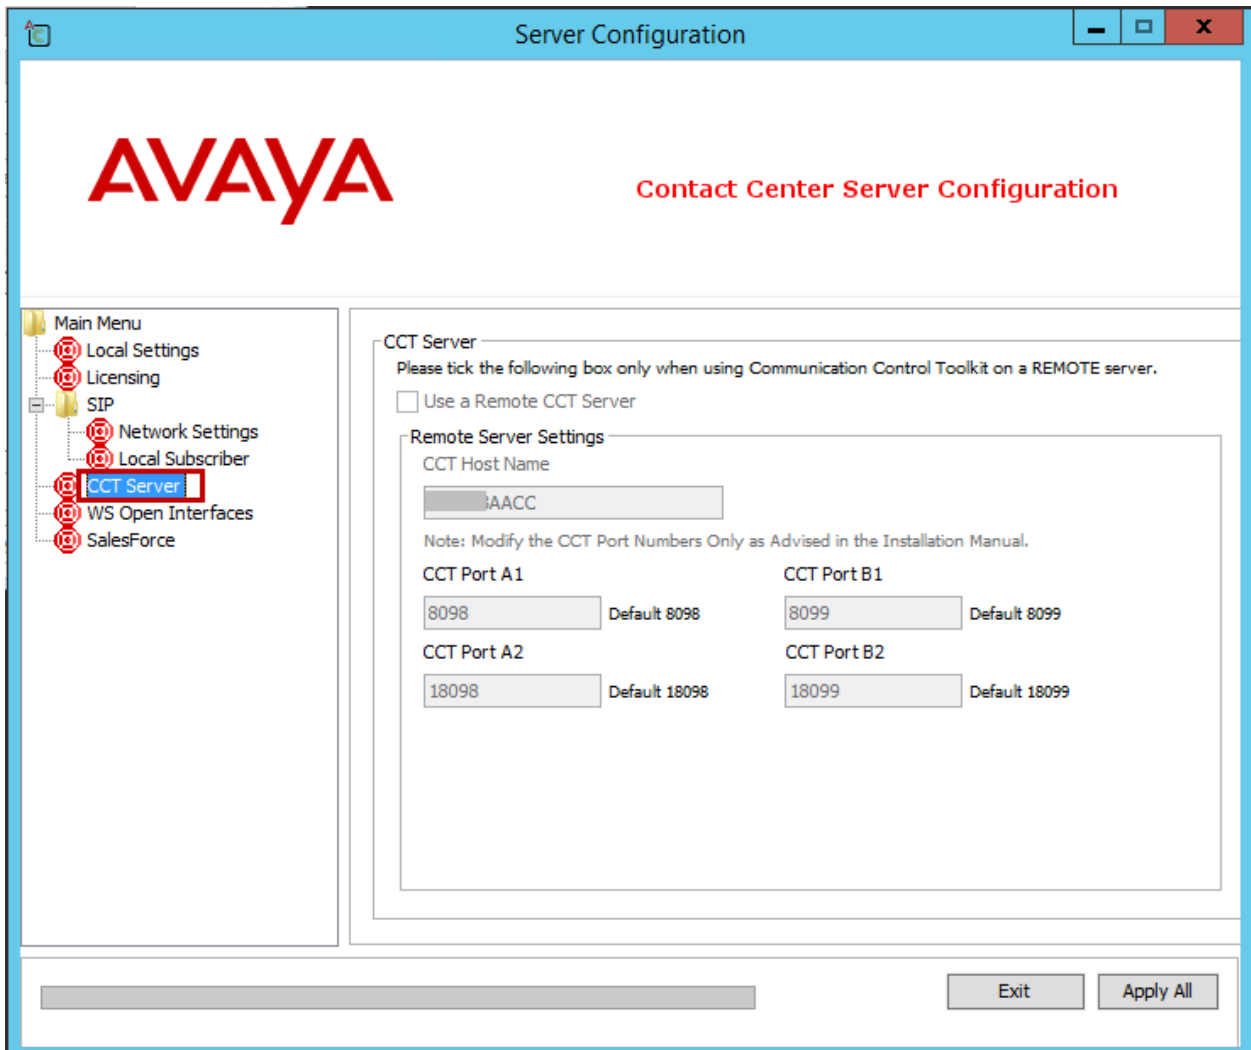 Server Configuration
AVAYA
Contact Center Server Configuration
Main Menu
Local Settings
Licensing
SIP
Network Settings
Local Subscriber
CCT Server
WS Open Interfaces
SalesForce
CCT Server
Please tick the following box only when using Communication Control Toolkit on a REMOTE server.
Use a Remote CCT Server
Remote Server Settings
CCT Host Name
AACC
Note: Modify the CCT Port Numbers Only as Advised in the Installation Manual.
CCT Port A1 CCT Port B1
8098 Default 8098 8099 Default 8099
CCT Port A2 CCT Port B2
18098 Default 18098 18099 Default 18099
Exit Apply All